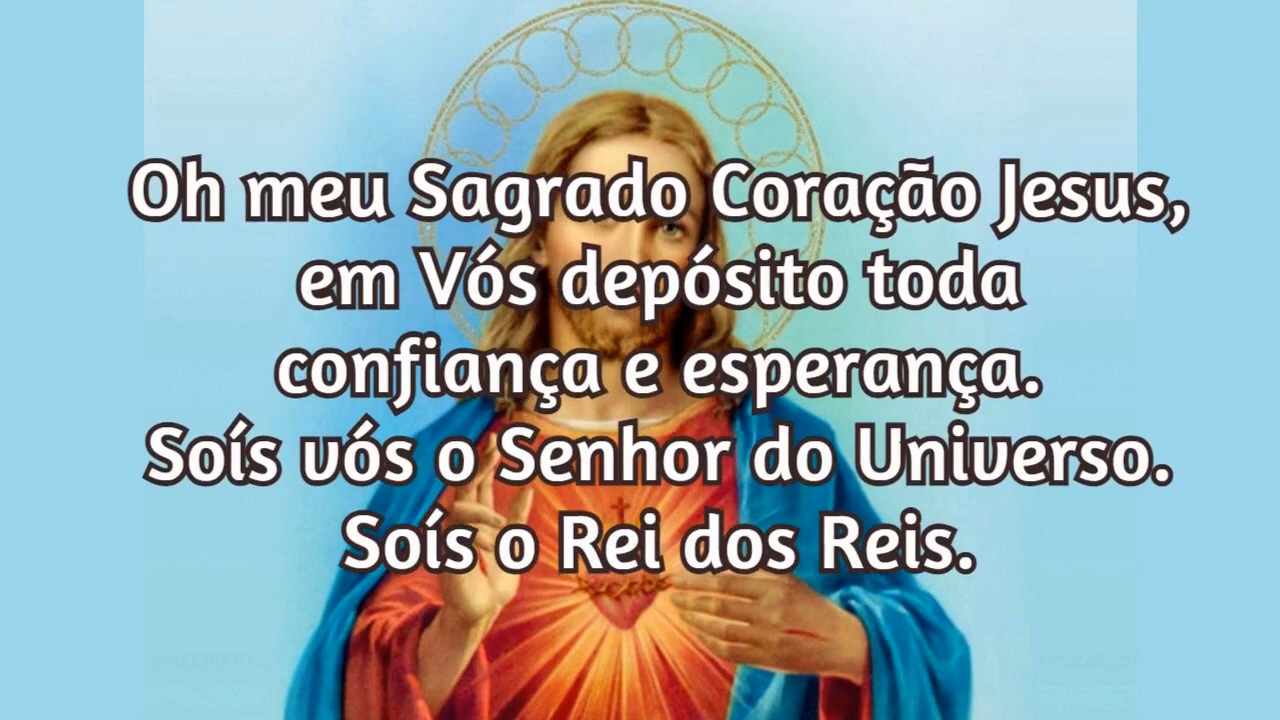 Oh meu Sagrado Coração Jesus,
em Vós depósito toda
confiança e esperança.
Soís vós o Senhor do Universo.
Soís o Rei dos Reis.